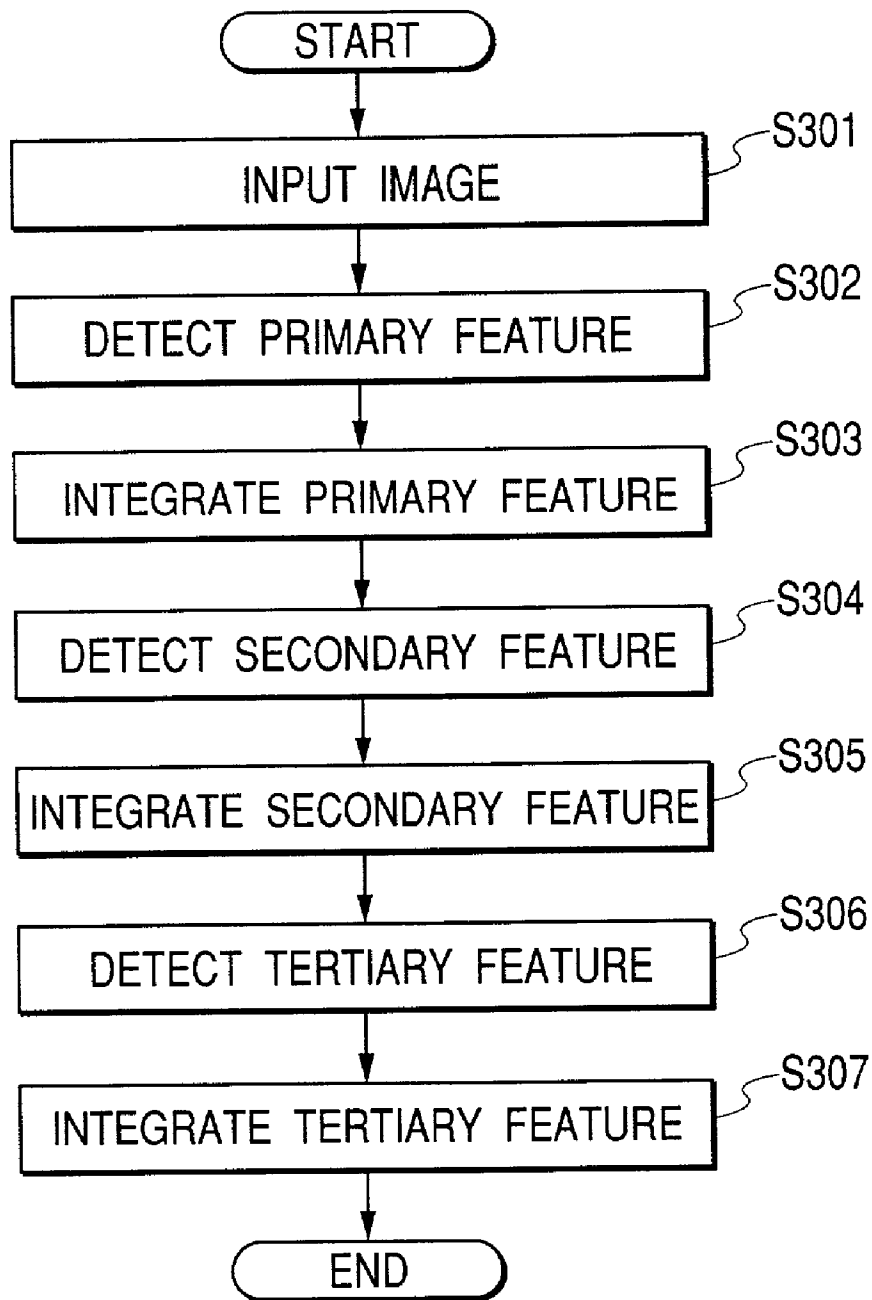 START
S301
INPUT IMAGE
S302
DETECT PRIMARY FEATURE
S303
INTEGRATE PRIMARY FEATURE
S304
DETECT SECONDARY FEATURE
S305
INTEGRATE SECONDARY FEATURE
S306
DETECT TERTIARY FEATURE
S307
INTEGRATE TERTIARY FEATURE
END